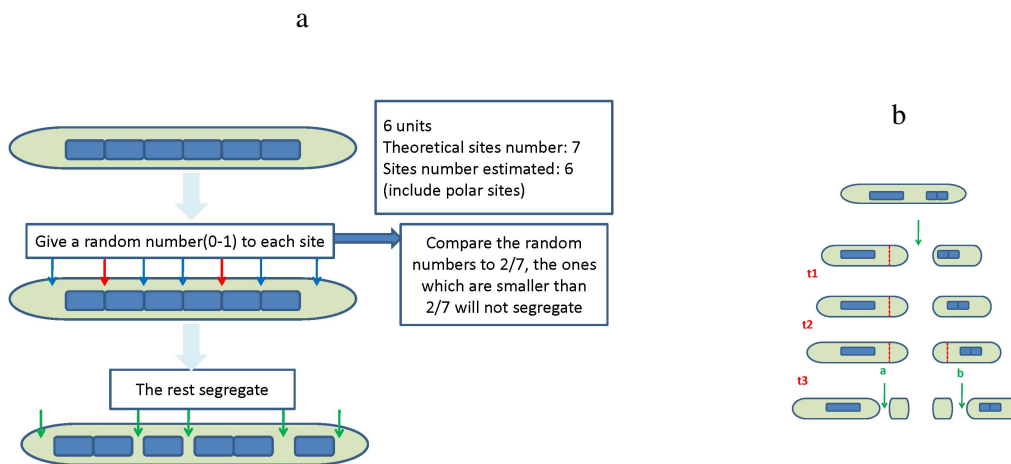 a
6 units
Theoretical sites number: 7
Sites number estimated: 6
(include polar sites)
Give a random number(0-1) to each site
Compare the random
numbers to 2/7, the ones
which are smaller than
2/7 will not segregate
The rest segregate
b
t1
t2
a
b
t3